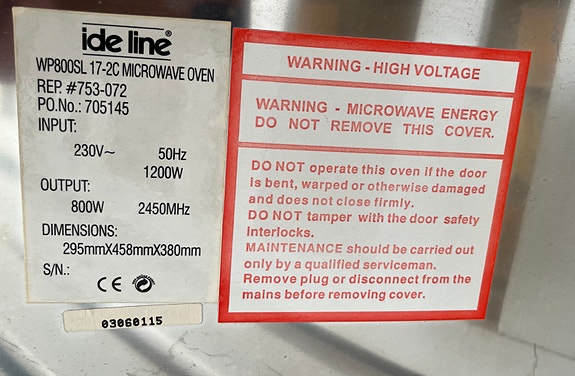 ide line®
WP800SL 17-2C MICROWAVE OVEN
REP. #753-072
PO.No.: 705145
INPUT:
230V~ 50Hz
1200W
OUTPUT:
800W 2450MHz
DIMENSIONS:
295mmX458mmX380mm
S/N.:
CE
03060115
WARNING - HIGH VOLTAGE
WARNING - MICROWAVE ENERGY
DO NOT REMOVE THIS COVER.
DO NOT operate this oven if the door
is bent, warped or otherwise damaged
and does not close firmly.
DO NOT tamper with the door safety
interlocks.
MAINTENANCE should be carried out
only by a qualified serviceman.
Remove plug or disconnect from the
mains before removing cover.